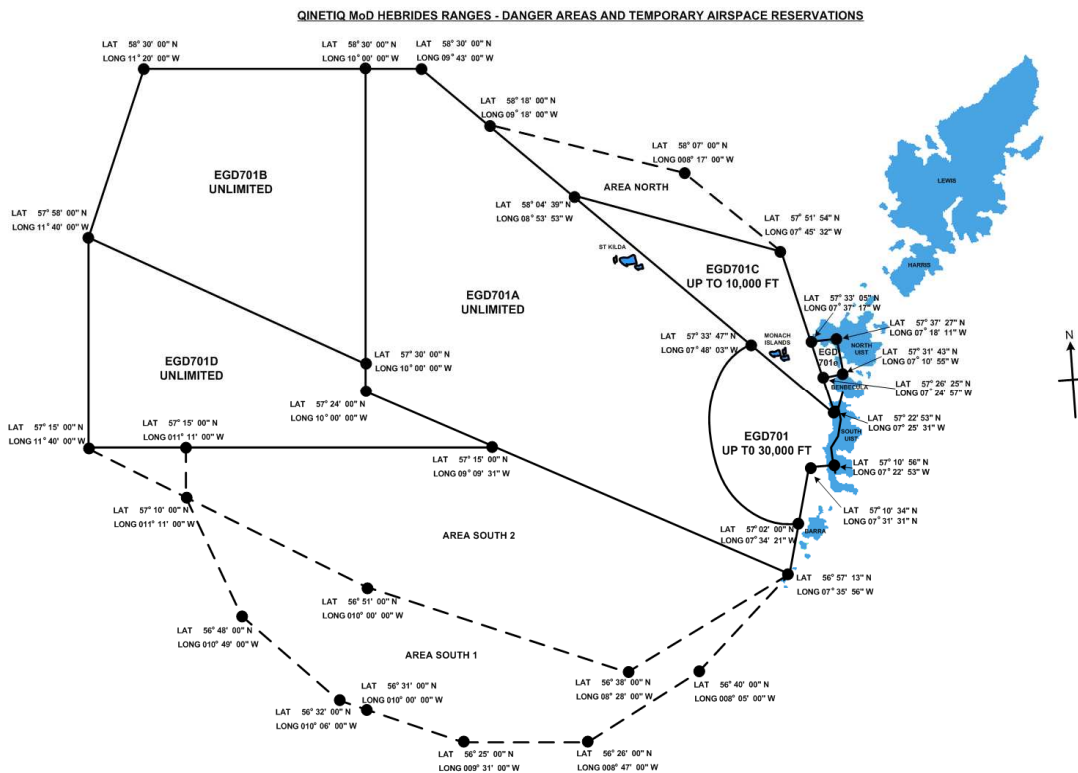 QINETIQ MoD HEBRIDES RANGES - DANGER AREAS AND TEMPORARY AIRSPACE RESERVATIONS
LAT 58° 30' 00" N
LONG 11° 20' 00" W
LAT 58° 30' 00" N
LONG 10° 00' 00" W
LAT 58° 30' 00" N
LONG 09° 43' 00" W
LAT 58° 18' 00" N
LONG 09° 18' 00" W
LAT 58° 07' 00" N
LONG 008° 17' 00" W
AREA NORTH
EGD701B
UNLIMITED
LEWIS
LAT 58° 04' 39" N
LONG 08° 53' 53" W
LAT 57° 58' 00" N
LONG 11° 40' 00" W
LAT 57° 51' 54" N
LONG 07° 45' 32" W
ST KILDA
HARRIS
EGD701C
UP TO 10,000 FT
EGD701A
UNLIMITED
LAT 57° 33' 05" N
LONG 07° 37' 17" W
LAT 57° 37' 27" N
LONG 07° 18' 11" W
LAT 57° 33' 47" N
LONG 07° 48' 03" W
MONACH
ISLANDS
NORTH
UIST
EGD
701e
N
LAT 57° 31' 43" N
LONG 07° 10' 55" W
EGD701D
UNLIMITED
LAT 57° 30' 00" N
LONG 10° 00' 00" W
BENBECULA
LAT 57° 26' 25" N
LONG 07° 24' 57" W
LAT 57° 24' 00" N
LONG 10° 00' 00" W
LAT 57° 22' 53" N
LONG 07° 25' 31" W
SOUTH
UIST
LAT 57° 15' 00" N
LONG 11° 40' 00" W
LAT 57° 15' 00" N
LONG 011° 11' 00" W
LAT 57° 15' 00" N
LONG 09° 09' 31" W
EGD701
UP T0 30,000 FT
LAT 57° 10' 56" N
LONG 07° 22' 53" W
LAT 57° 10' 00" N
LONG 011° 11' 00" W
LAT 57° 10' 34" N
LONG 07° 31' 31" N
AREA SOUTH 2
LAT 57° 02' 00" N
LONG 07° 34' 21" W
BARRA
LAT 56° 57' 13" N
LONG 07° 35' 56" W
LAT 56° 51' 00" N
LONG 010° 00' 00" W
LAT 56° 48' 00" N
LONG 010° 49' 00" W
AREA SOUTH 1
LAT 56° 38' 00" N
LONG 08° 28' 00" W
LAT 56° 40' 00" N
LONG 008° 05' 00" W
LAT 56° 31' 00" N
LONG 010° 00' 00" W
LAT 56° 32' 00" N
LONG 010° 06' 00" W
LAT 56° 25' 00" N
LONG 009° 31' 00" W
LAT 56° 26' 00" N
LONG 008° 47' 00" W